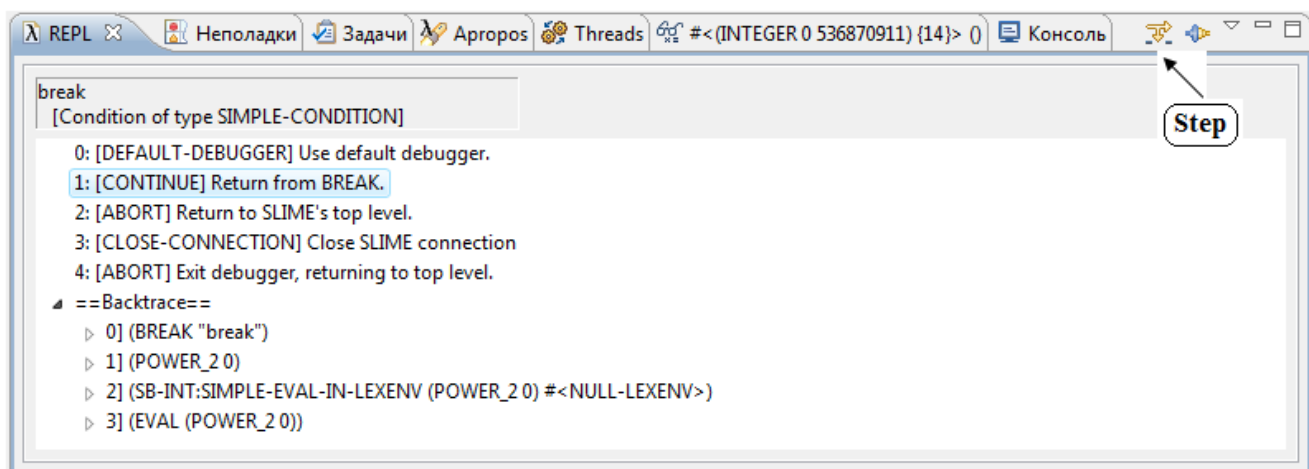 REPL Неполадки Задачи Apropos Threads #<(INTEGER 0 536870911) {14}> () Консоль
break
[Condition of type SIMPLE-CONDITION]
Step
0: [DEFAULT-DEBUGGER] Use default debugger.
1: [CONTINUE] Return from BREAK.
2: [ABORT] Return to SLIME's top level.
3: [CLOSE-CONNECTION] Close SLIME connection
4: [ABORT] Exit debugger, returning to top level.
==Backtrace==
0] (BREAK "break")
1] (POWER_2 0)
2] (SB-INT:SIMPLE-EVAL-IN-LEXENV (POWER_2 0) #<NULL-LEXENV>)
3] (EVAL (POWER_2 0))